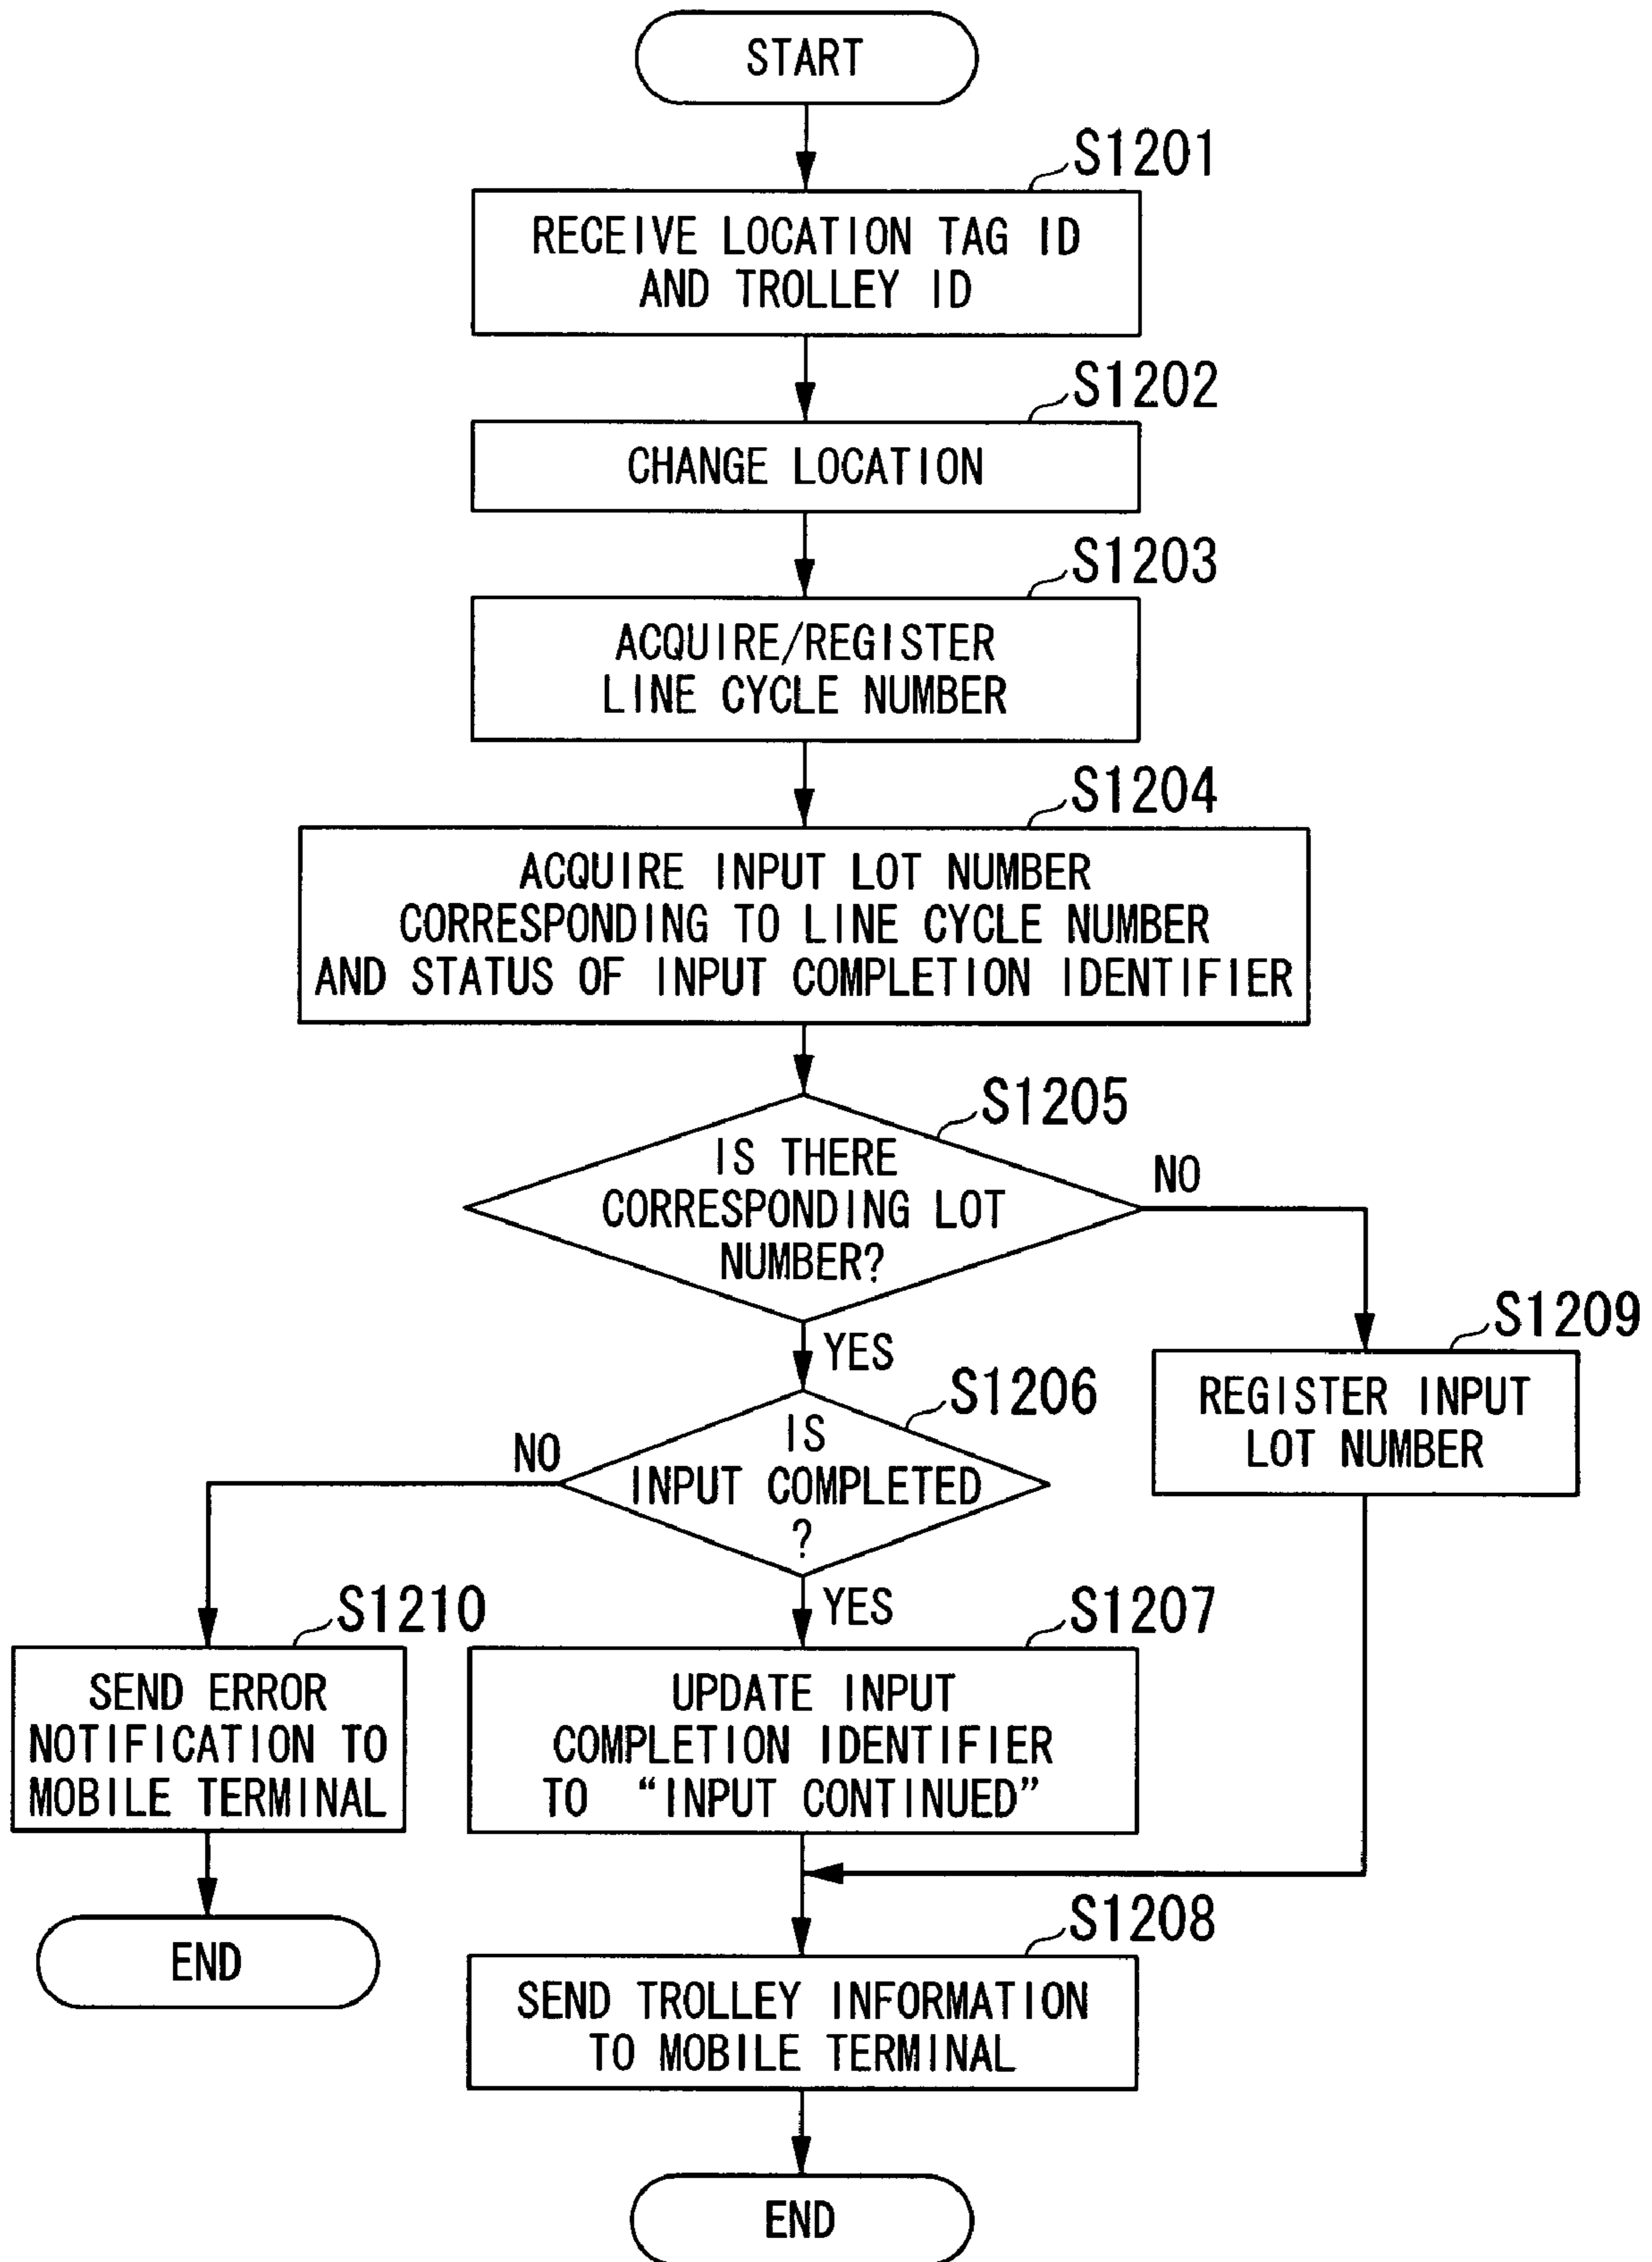 START
S1201
RECEIVE LOCATION TAG ID
AND TROLLEY ID
S1202
CHANGE LOCATION
S1203
ACQUIRE/REGISTER
LINE CYCLE NUMBER
S1204
ACQUIRE INPUT LOT NUMBER
CORRESPONDING TO LINE CYCLE NUMBER
AND STATUS OF INPUT COMPLETION IDENTIFIER
S1205
IS THERE
CORRESPONDING LOT
NUMBER?
NO
YES
S1209
REGISTER INPUT
LOT NUMBER
S1206
IS
INPUT COMPLETED
?
NO
YES
S1210
SEND ERROR
NOTIFICATION TO
MOBILE TERMINAL
END
S1207
UPDATE INPUT
COMPLETION IDENTIFIER
TO “INPUT CONTINUED”
S1208
SEND TROLLEY INFORMATION
TO MOBILE TERMINAL
END